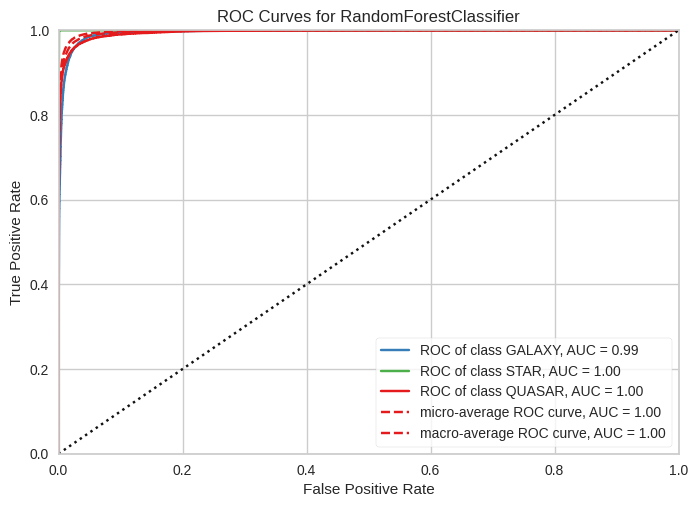 ROC Curves for RandomForestClassifier
1.0
0.8
0.6
0.4
0.2
0.0
True Positive Rate
ROC of class GALAXY, AUC = 0.99
ROC of class STAR, AUC = 1.00
ROC of class QUASAR, AUC = 1.00
micro-average ROC curve, AUC = 1.00
macro-average ROC curve, AUC = 1.00
0.0 0.2 0.4 0.6 0.8 1.0
False Positive Rate